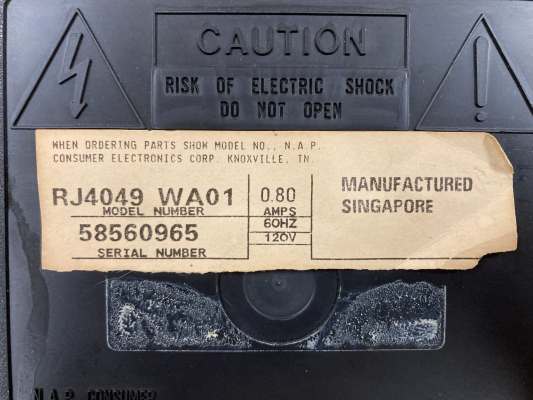 CAUTION
RISK OF ELECTRIC SHOCK
DO NOT OPEN
WHEN ORDERING PARTS SHOW MODEL NO., N.A.P.
CONSUMER ELECTRONICS CORP. KNOXVILLE, TN
RJ4049 WA01
MODEL NUMBER
58560965
SERIAL NUMBER
0.80
AMPS
60HZ
120V
MANUFACTURED
SINGAPORE
N.A.P. CONSUMER